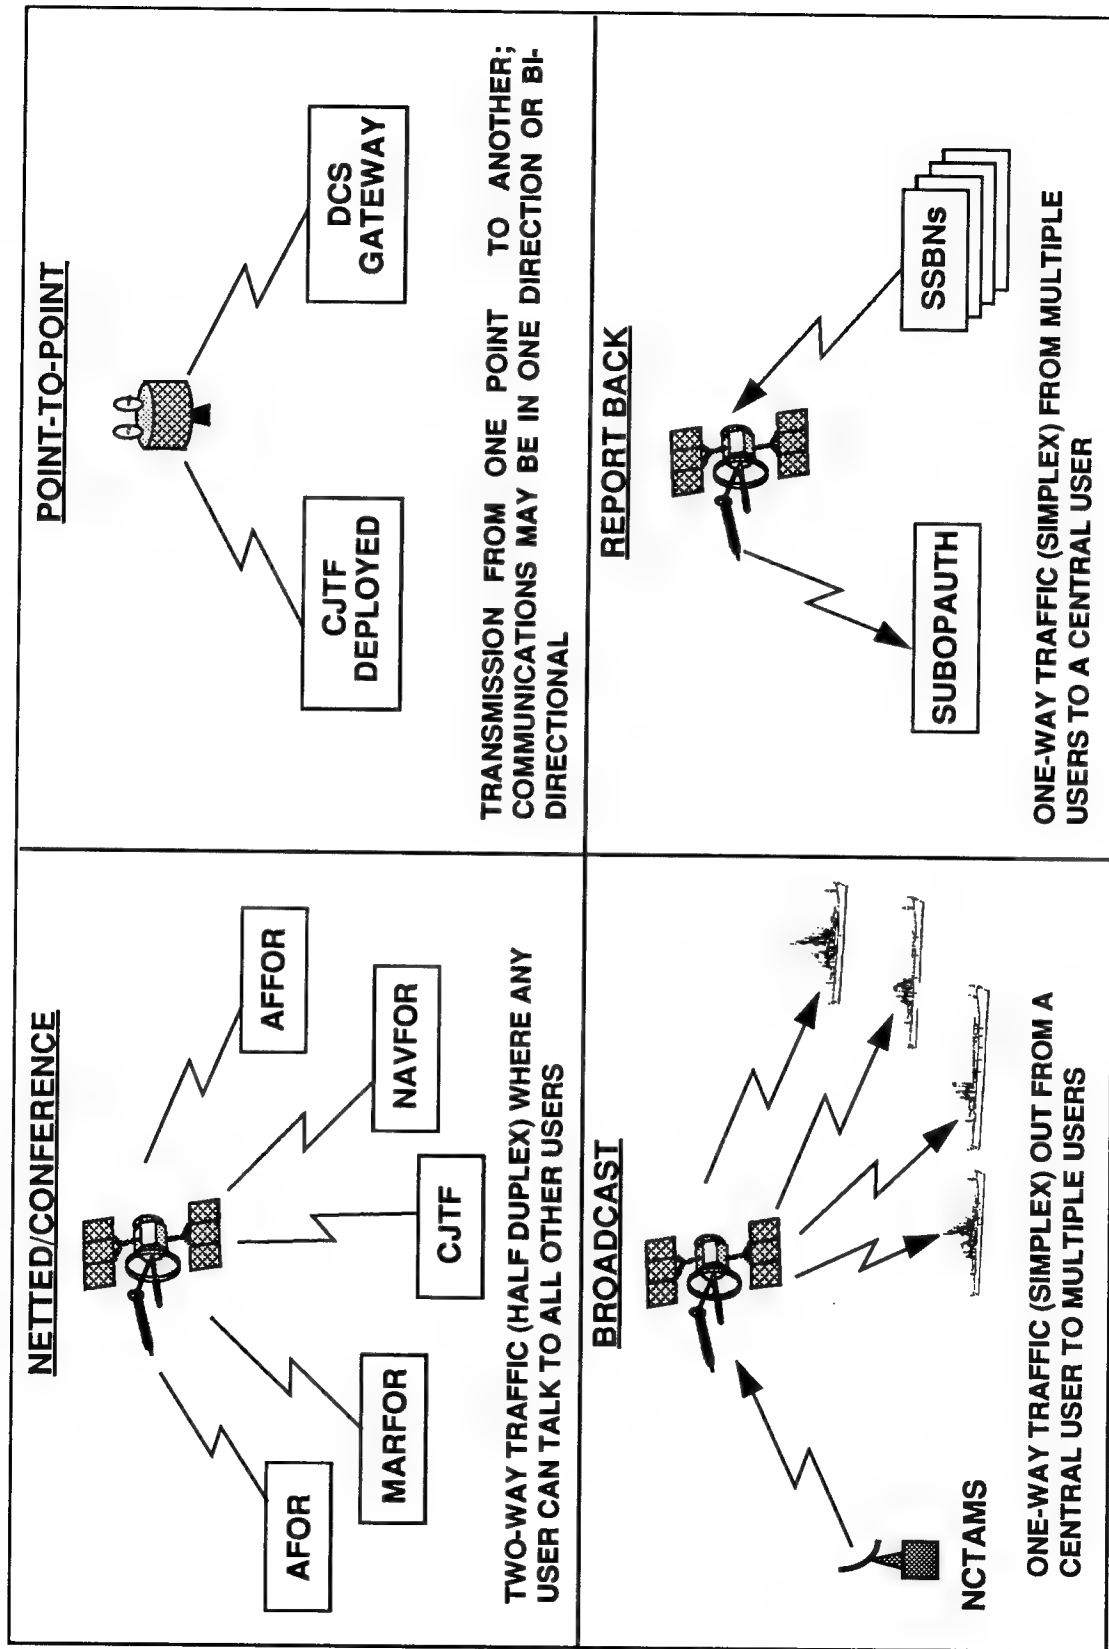 NETTED/CONFERENCE
AFOR
MARFOR
CJTF
NAVFOR
AFFOR
TWO-WAY TRAFFIC (HALF DUPLEX) WHERE ANY
USER CAN TALK TO ALL OTHER USERS
POINT-TO-POINT
CJTF
DEPLOYED
DCS
GATEWAY
TRANSMISSION FROM ONE POINT TO ANOTHER;
COMMUNICATIONS MAY BE IN ONE DIRECTION OR BI-
DIRECTIONAL
BROADCAST
NCTAMS
ONE-WAY TRAFFIC (SIMPLEX) OUT FROM A
CENTRAL USER TO MULTIPLE USERS
REPORT BACK
SUBOPAUTH
SSBNs
ONE-WAY TRAFFIC (SIMPLEX) FROM MULTIPLE
USERS TO A CENTRAL USER